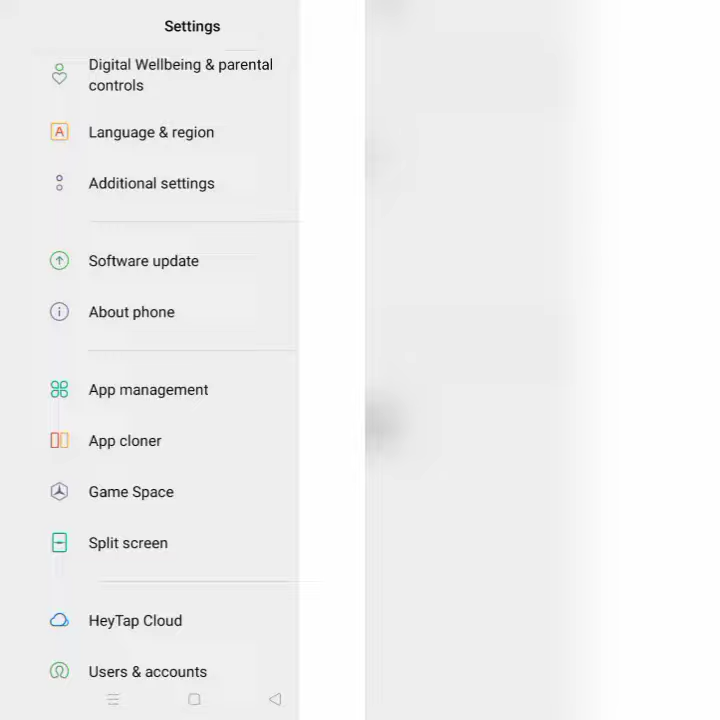 Settings
Digital Wellbeing & parental
controls
Language & region
Additional settings
Software update
About phone
App management
App cloner
Game Space
Split screen
HeyTap Cloud
Users & accounts